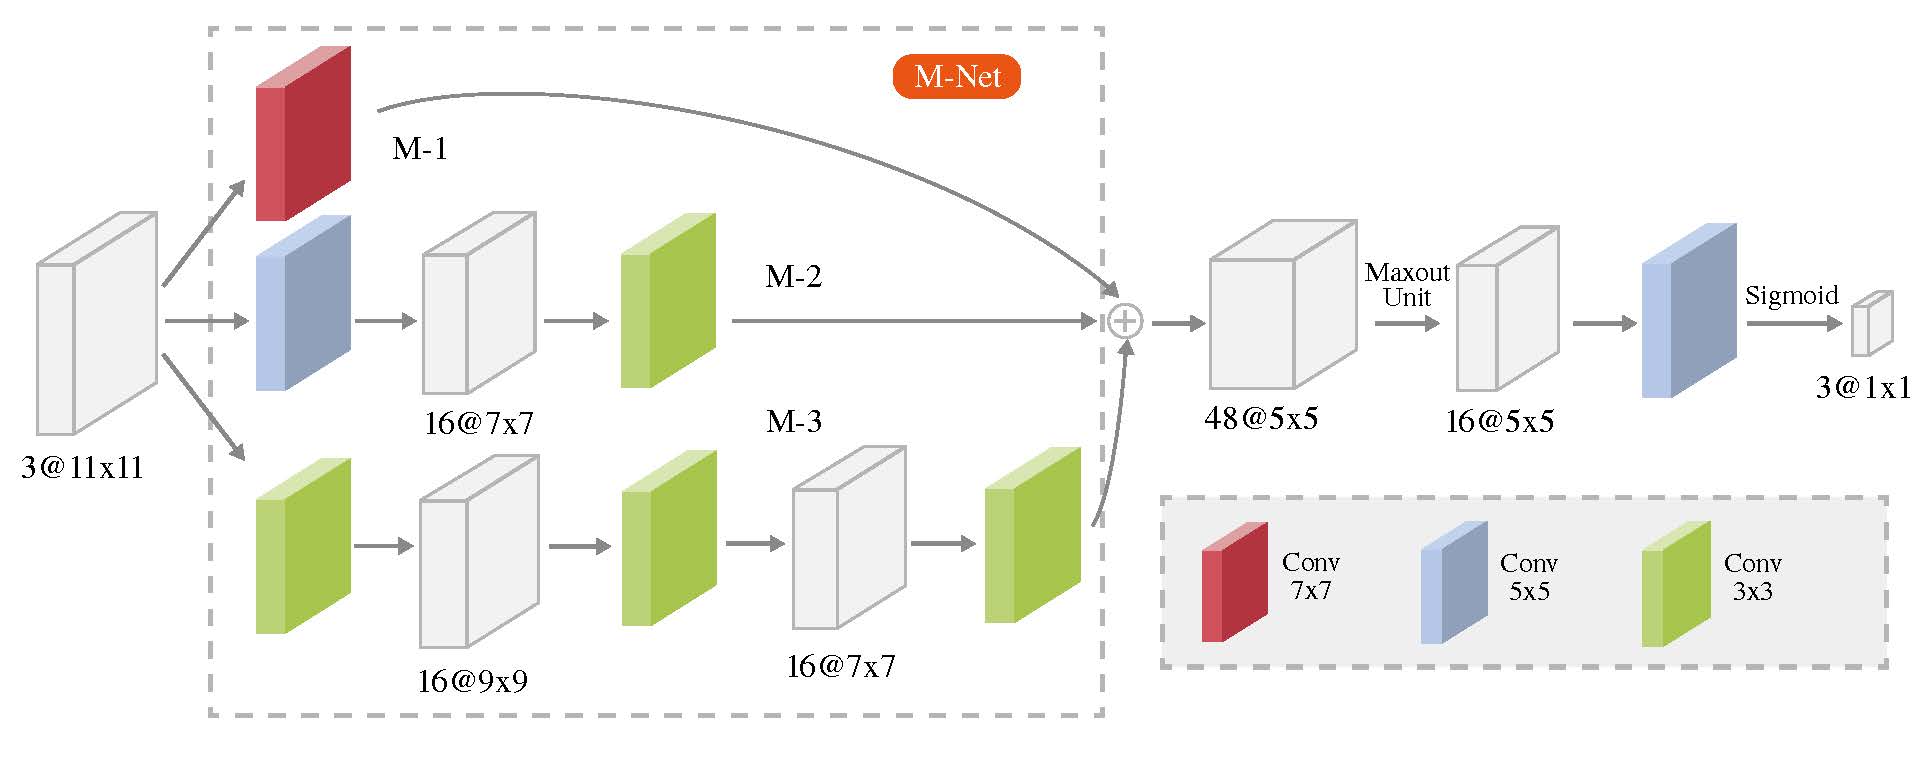 M-Net
M-1
M-2
Maxout
Unit
Sigmoid
3@1x1
48@5x5
16@5x5
16@7x7
M-3
3@11x11
Conv
7x7
Conv
5x5
Conv
3x3
16@9x9
16@7x7